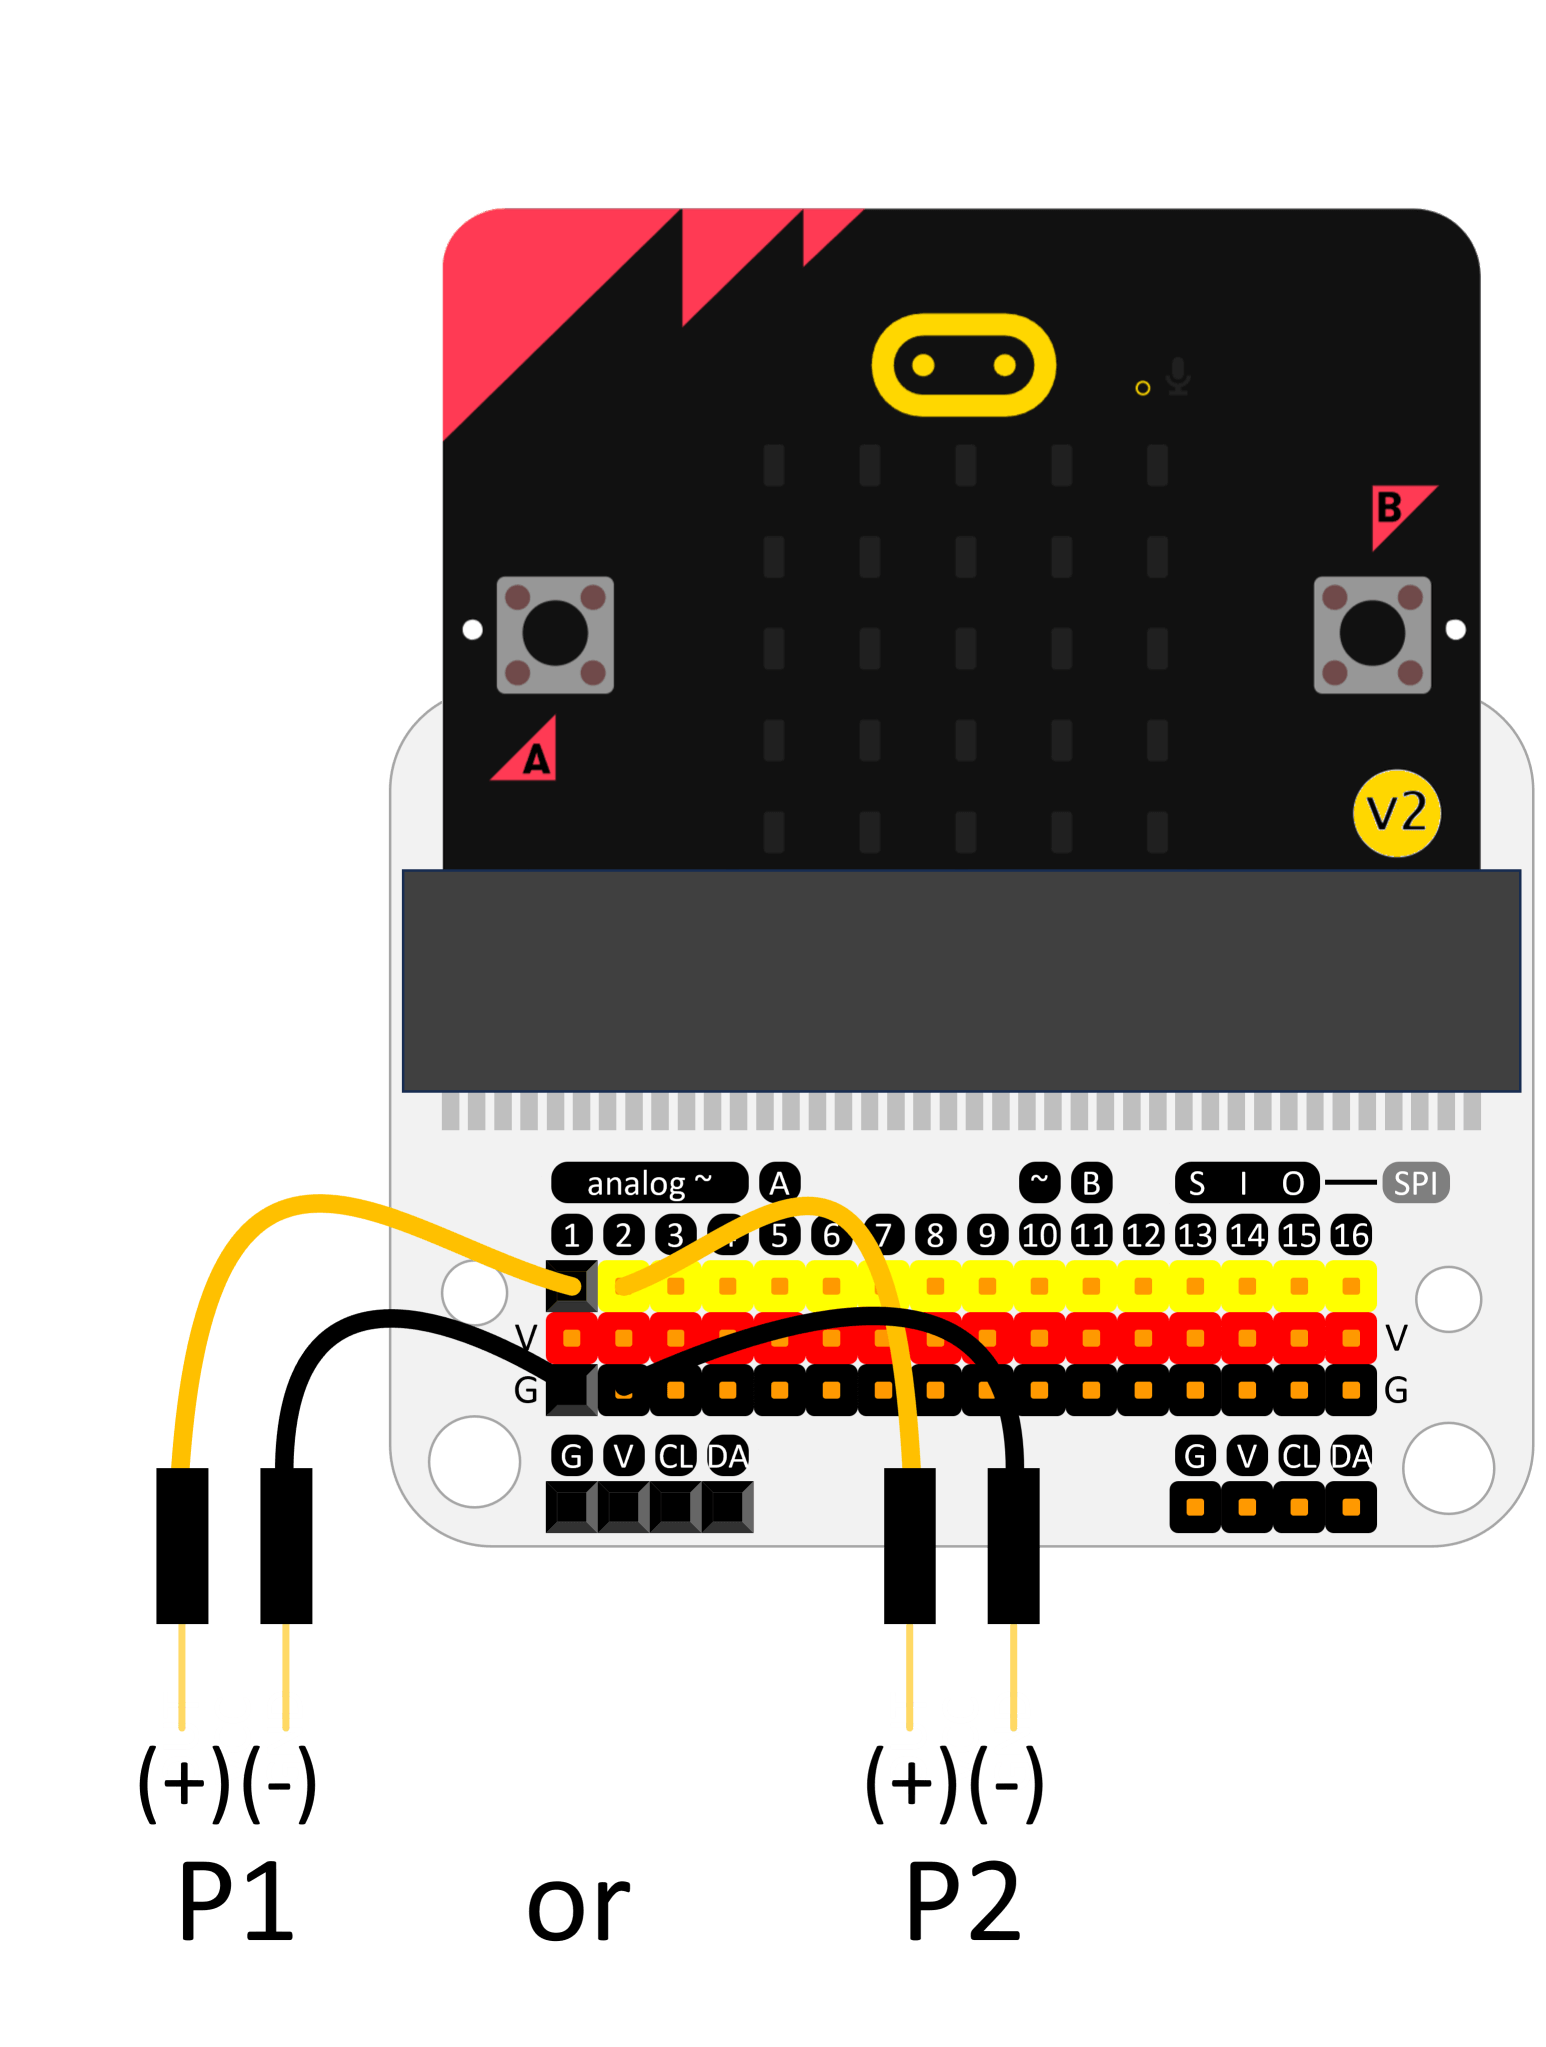 B
A
V2
analog ~ A ~ B S I O SPI
1 2 3 4 5 6 7 8 9 10 11 12 13 14 15 16
V V
G G
G V CL DA G V CL DA
(+) (-) (+) (-)
P1 or P2